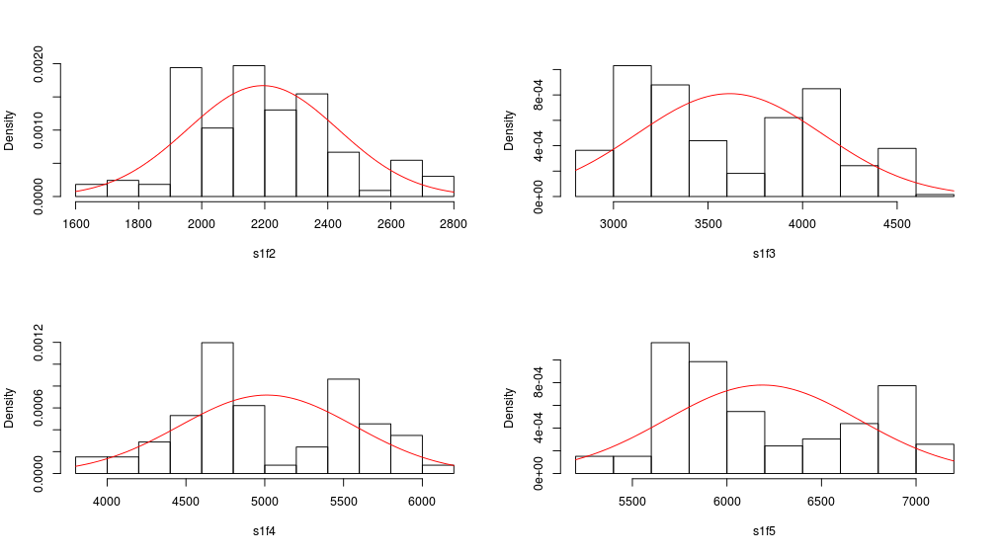 Density
0.0000 0.0010 0.0020
1600 1800 2000 2200 2400 2600 2800
s1f2
Density
0e+00 4e-04 8e-04
3000 3500 4000 4500
s1f3
Density
0.0000 0.0006 0.0012
4000 4500 5000 5500 6000
s1f4
Density
0e+00 4e-04 8e-04
5500 6000 6500 7000
s1f5